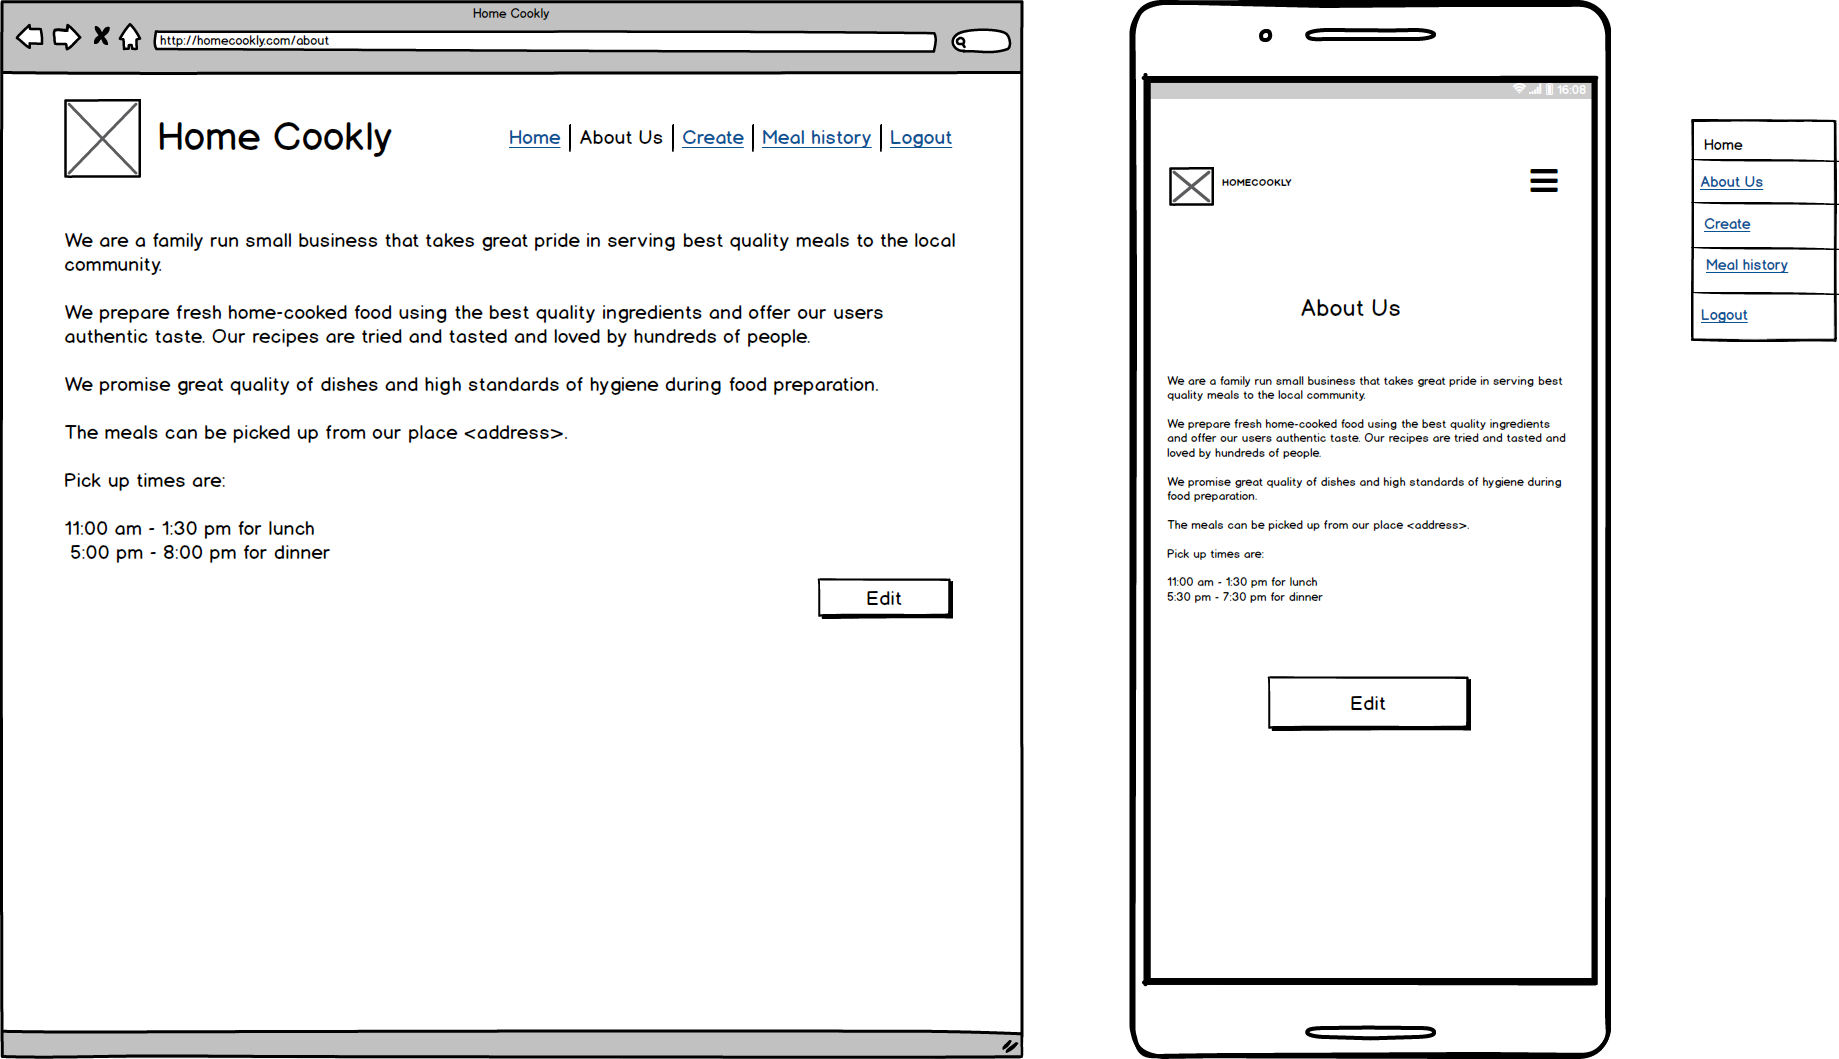 Home Cookly
http://homecookly.com/about
Home Cookly
Home | About Us | Create | Meal history | Logout
We are a family run small business that takes great pride in serving best quality meals to the local
community.
We prepare fresh home-cooked food using the best quality ingredients and offer our users
authentic taste. Our recipes are tried and tasted and loved by hundreds of people.
We promise great quality of dishes and high standards of hygiene during food preparation.
The meals can be picked up from our place <address>.
Pick up times are:
11:00 am - 1:30 pm for lunch
5:00 pm - 8:00 pm for dinner
Edit
16:08
HOMECOOKLY
About Us
We are a family run small business that takes great pride in serving best
quality meals to the local community.
We prepare fresh home-cooked food using the best quality ingredients
and offer our users authentic taste. Our recipes are tried and tasted and
loved by hundreds of people.
We promise great quality of dishes and high standards of hygiene during
food preparation.
The meals can be picked up from our place <address>.
Pick up times are:
11:00 am - 1:30 pm for lunch
5:30 pm - 7:30 pm for dinner
Edit
Home
About Us
Create
Meal history
Logout